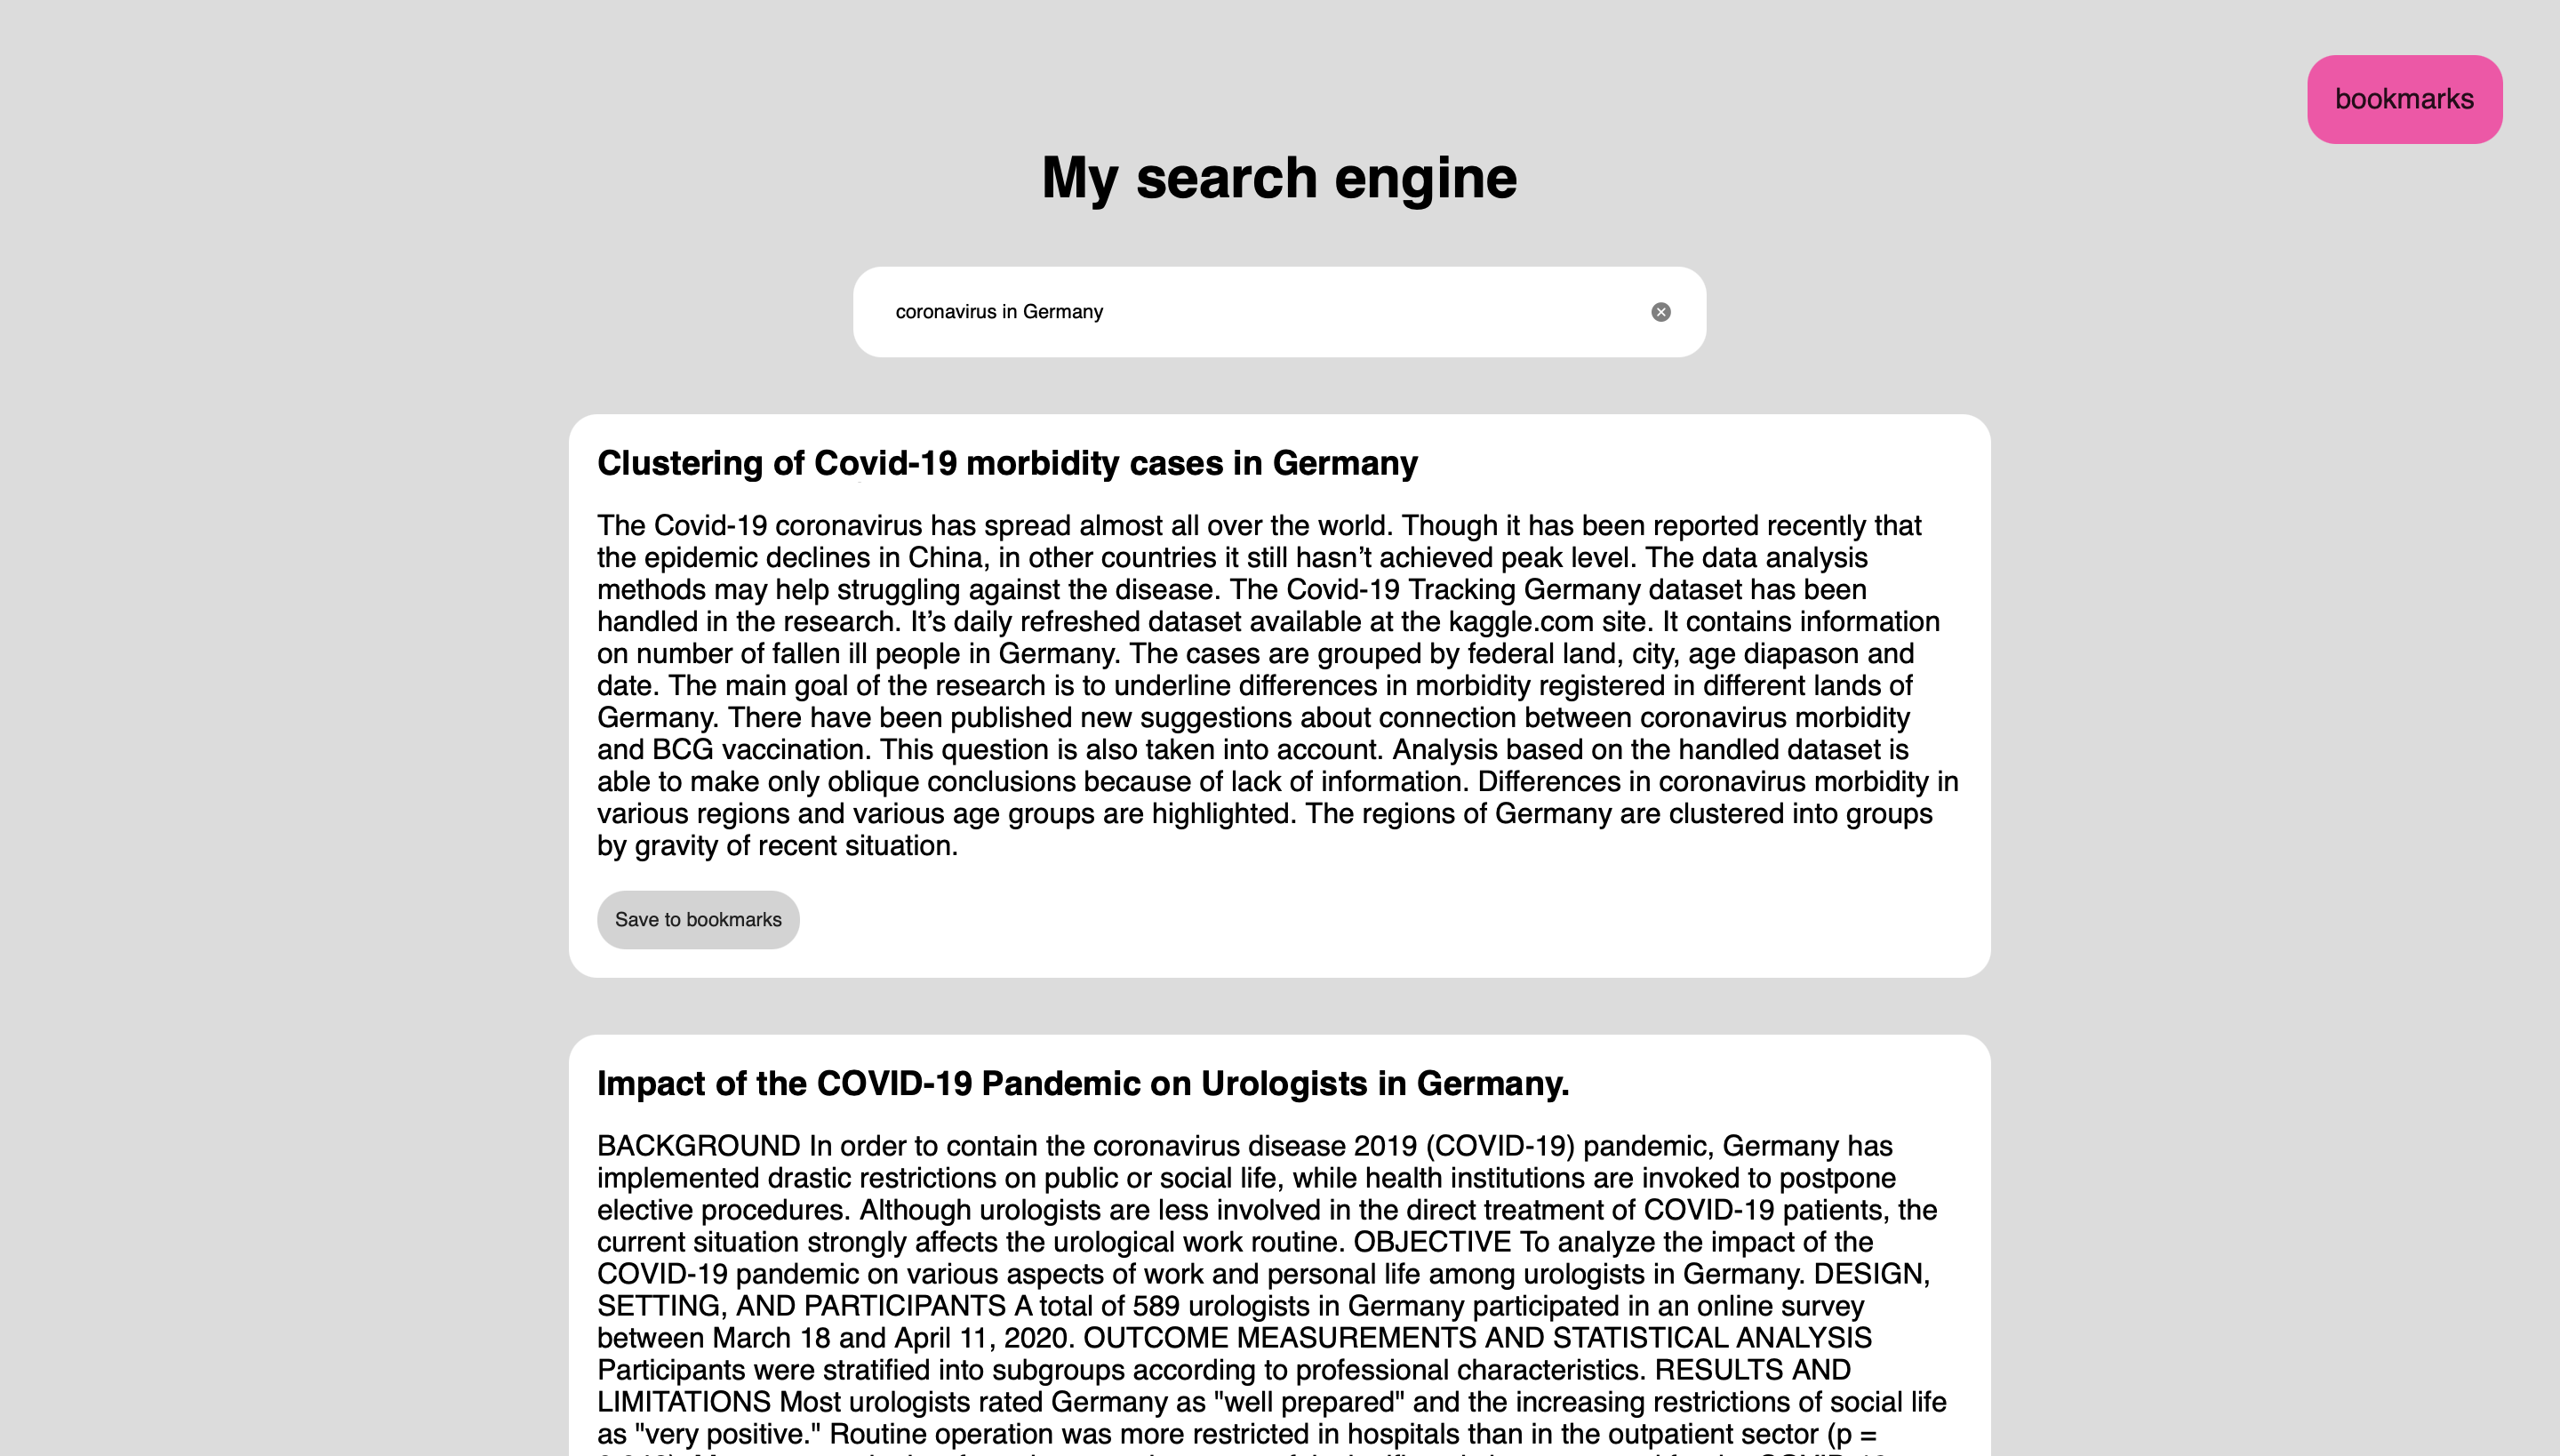 bookmarks
My search engine
coronavirus in Germany
Clustering of Covid-19 morbidity cases in Germany
The Covid-19 coronavirus has spread almost all over the world. Though it has been reported recently that
the epidemic declines in China, in other countries it still hasn’t achieved peak level. The data analysis
methods may help struggling against the disease. The Covid-19 Tracking Germany dataset has been
handled in the research. It’s daily refreshed dataset available at the kaggle.com site. It contains information
on number of fallen ill people in Germany. The cases are grouped by federal land, city, age diapason and
date. The main goal of the research is to underline differences in morbidity registered in different lands of
Germany. There have been published new suggestions about connection between coronavirus morbidity
and BCG vaccination. This question is also taken into account. Analysis based on the handled dataset is
able to make only oblique conclusions because of lack of information. Differences in coronavirus morbidity in
various regions and various age groups are highlighted. The regions of Germany are clustered into groups
by gravity of recent situation.
Save to bookmarks
Impact of the COVID-19 Pandemic on Urologists in Germany.
BACKGROUND In order to contain the coronavirus disease 2019 (COVID-19) pandemic, Germany has
implemented drastic restrictions on public or social life, while health institutions are invoked to postpone
elective procedures. Although urologists are less involved in the direct treatment of COVID-19 patients, the
current situation strongly affects the urological work routine. OBJECTIVE To analyze the impact of the
COVID-19 pandemic on various aspects of work and personal life among urologists in Germany. DESIGN,
SETTING, AND PARTICIPANTS A total of 589 urologists in Germany participated in an online survey
between March 18 and April 11, 2020. OUTCOME MEASUREMENTS AND STATISTICAL ANALYSIS
Participants were stratified into subgroups according to professional characteristics. RESULTS AND
LIMITATIONS Most urologists rated Germany as "well prepared" and the increasing restrictions of social life
as "very positive." Routine operation was more restricted in hospitals than in the outpatient sector (p =